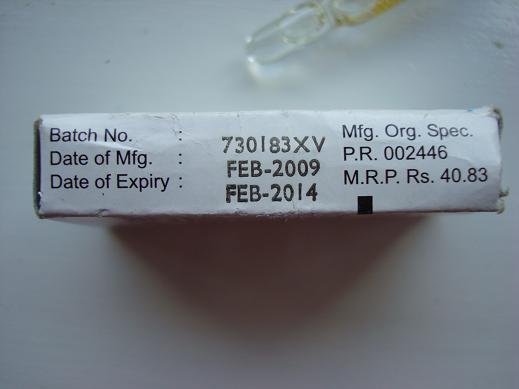 Batch No. : 730183XV Mfg. Org. Spec.
Date of Mfg. : FEB-2009 P.R. 002446
Date of Expiry : FEB-2014 M.R.P. Rs. 40.83